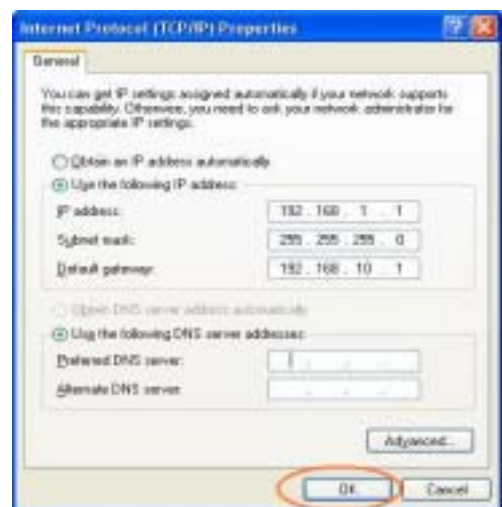 Internet Protocol (TCP/IP) Properties
General
You can get IP settings assigned automatically if your network supports
this capability. Otherwise, you need to ask your network administrator for
the appropriate IP settings.
Obtain an IP address automatically
Use the following IP address:
IP address: 192 . 168 . 1 . 1
Subnet mask: 255 . 255 . 255 . 0
Default gateway: 192 . 168 . 10 . 1
Obtain DNS server address automatically
Use the following DNS server addresses:
Preferred DNS server: . . .
Alternate DNS server: . . .
Advanced...
OK Cancel